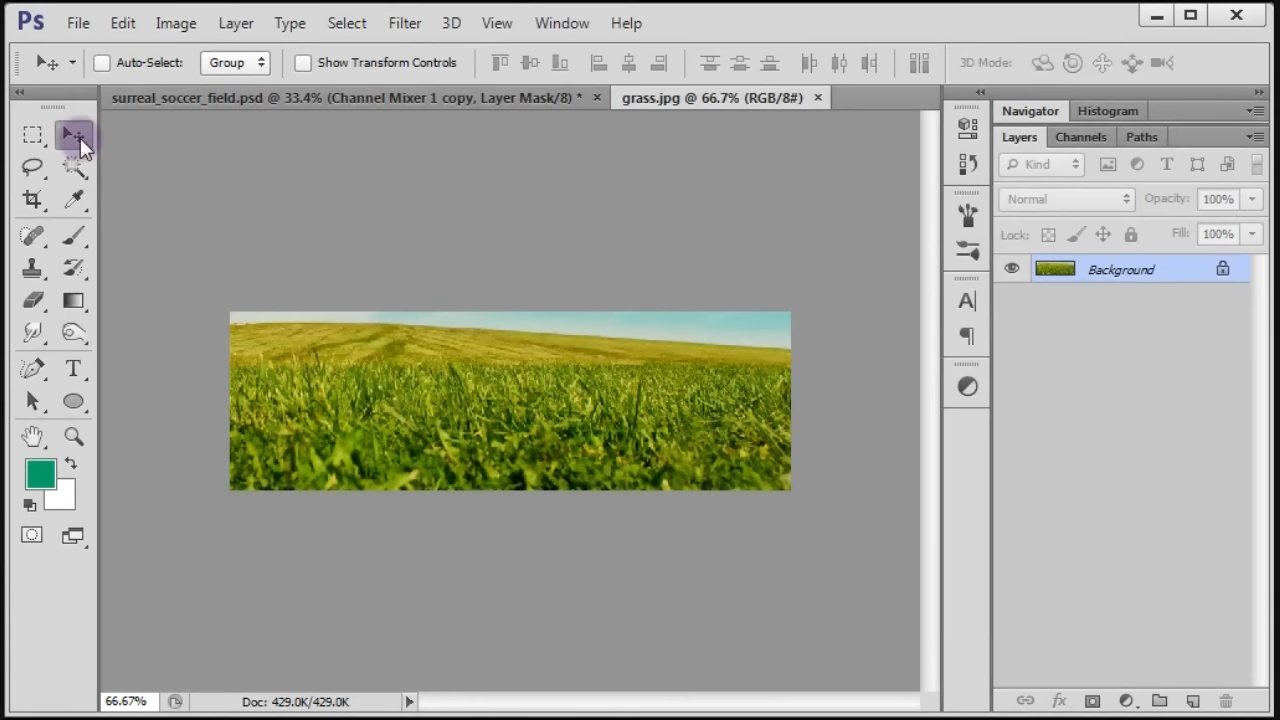 Ps File Edit Image Layer Type Select Filter 3D View Window Help
Auto-Select: Group Show Transform Controls 3D Mode:
surreal_soccer_field.psd @ 33.4% (Channel Mixer 1 copy, Layer Mask/8) * × grass.jpg @ 66.7% (RGB/8#) ×
Navigator Histogram
Layers Channels Paths
Kind
Normal Opacity: 100%
Lock: Fill: 100%
Background
66.67% Doc: 429.0K/429.0K